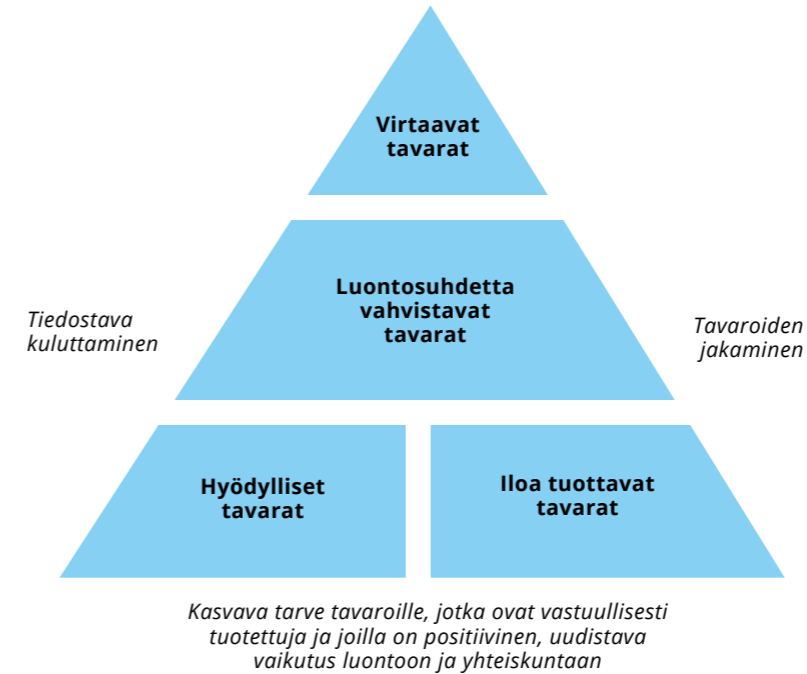 Virtaavat
tavarat
Luontosuhdetta
vahvistavat
tavarat
Tiedostava
kuluttaminen
Tavaroiden
jakaminen
Hyödylliset
tavarat
Iloa tuottavat
tavarat
Kasvava tarve tavaroille, jotka ovat vastuullisesti
tuotettuja ja joilla on positiivinen, uudistava
vaikutus luontoon ja yhteiskuntaan